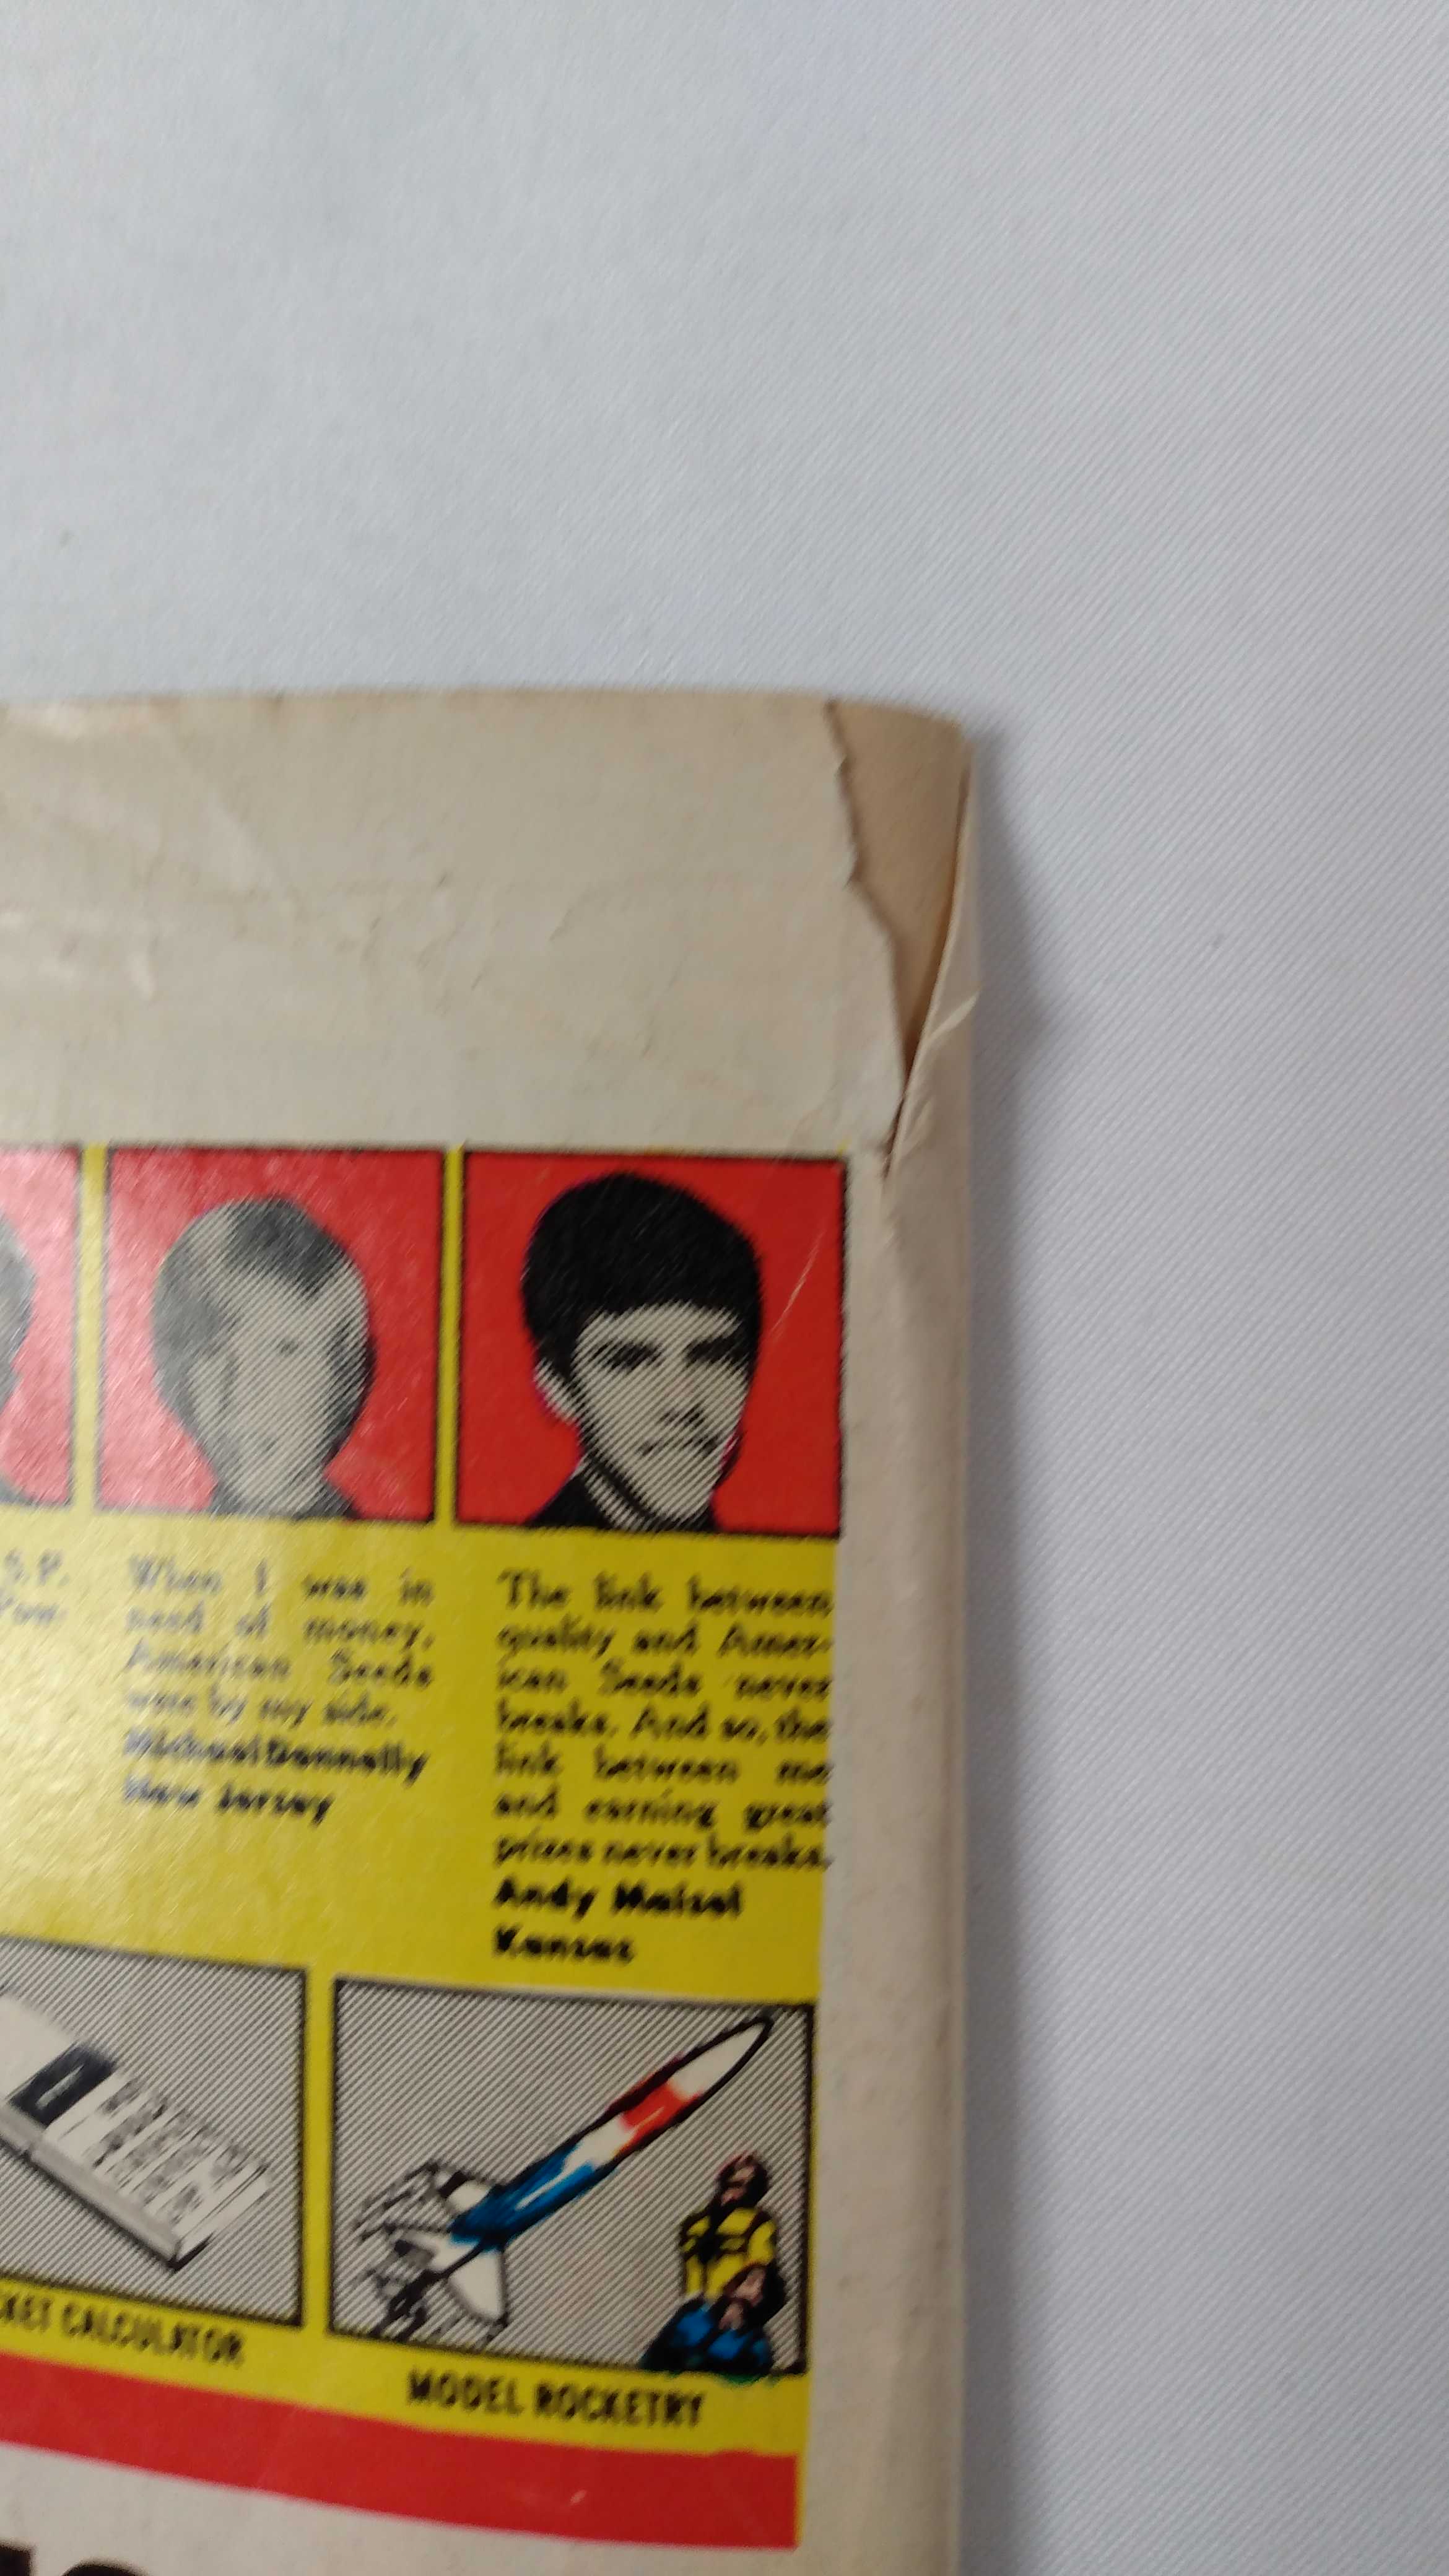 S.P.
When I was in
need of money,
American Seeds
were by my side.
Michael Donnelly
New Jersey
The link between
quality and Amer-
ican Seeds never
breaks. And so, the
link between me
and earning great
prizes never breaks.
Andy Maisel
Kansas
KET CALCULATOR
MODEL ROCKETRY